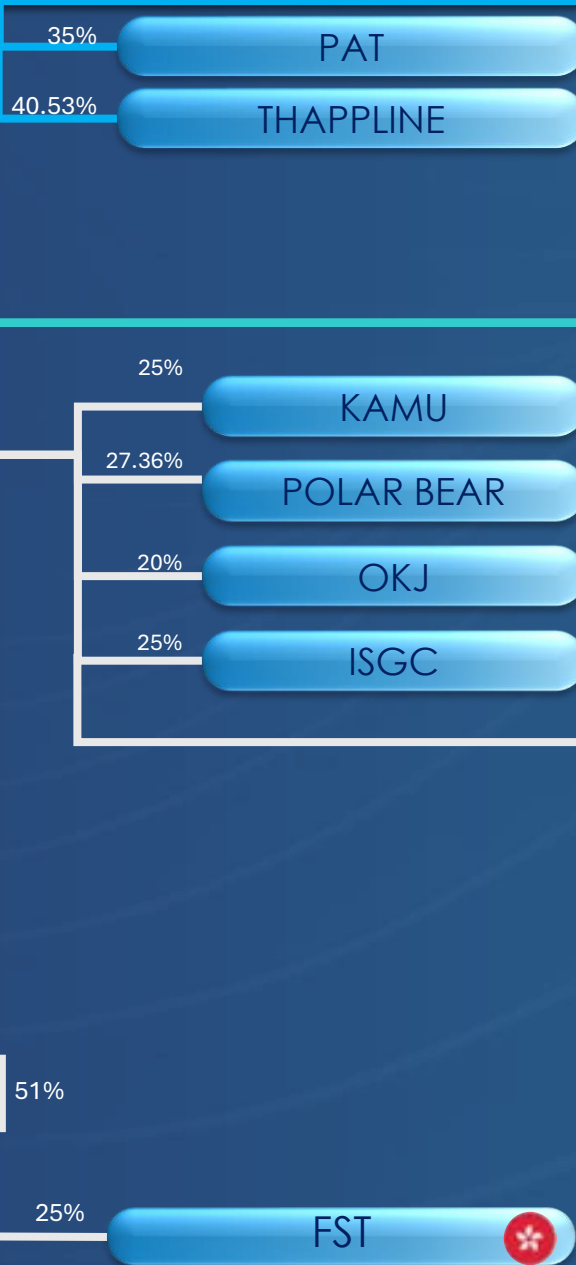 35%
PAT
40.53%
THAPPLINE
25%
KAMU
27.36%
POLAR BEAR
20%
OKJ
25%
ISGC
51%
25%
FST